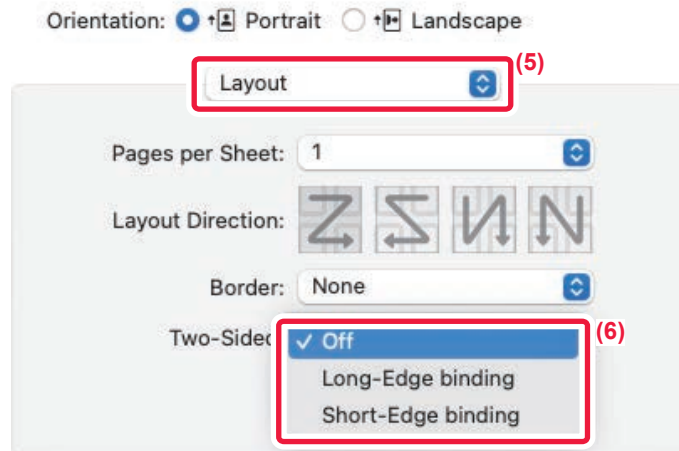 Orientation: Portrait Landscape
(5)
Layout
Pages per Sheet: 1
Layout Direction:
Border: None
Two-Sided Off (6)
Long-Edge binding
Short-Edge binding